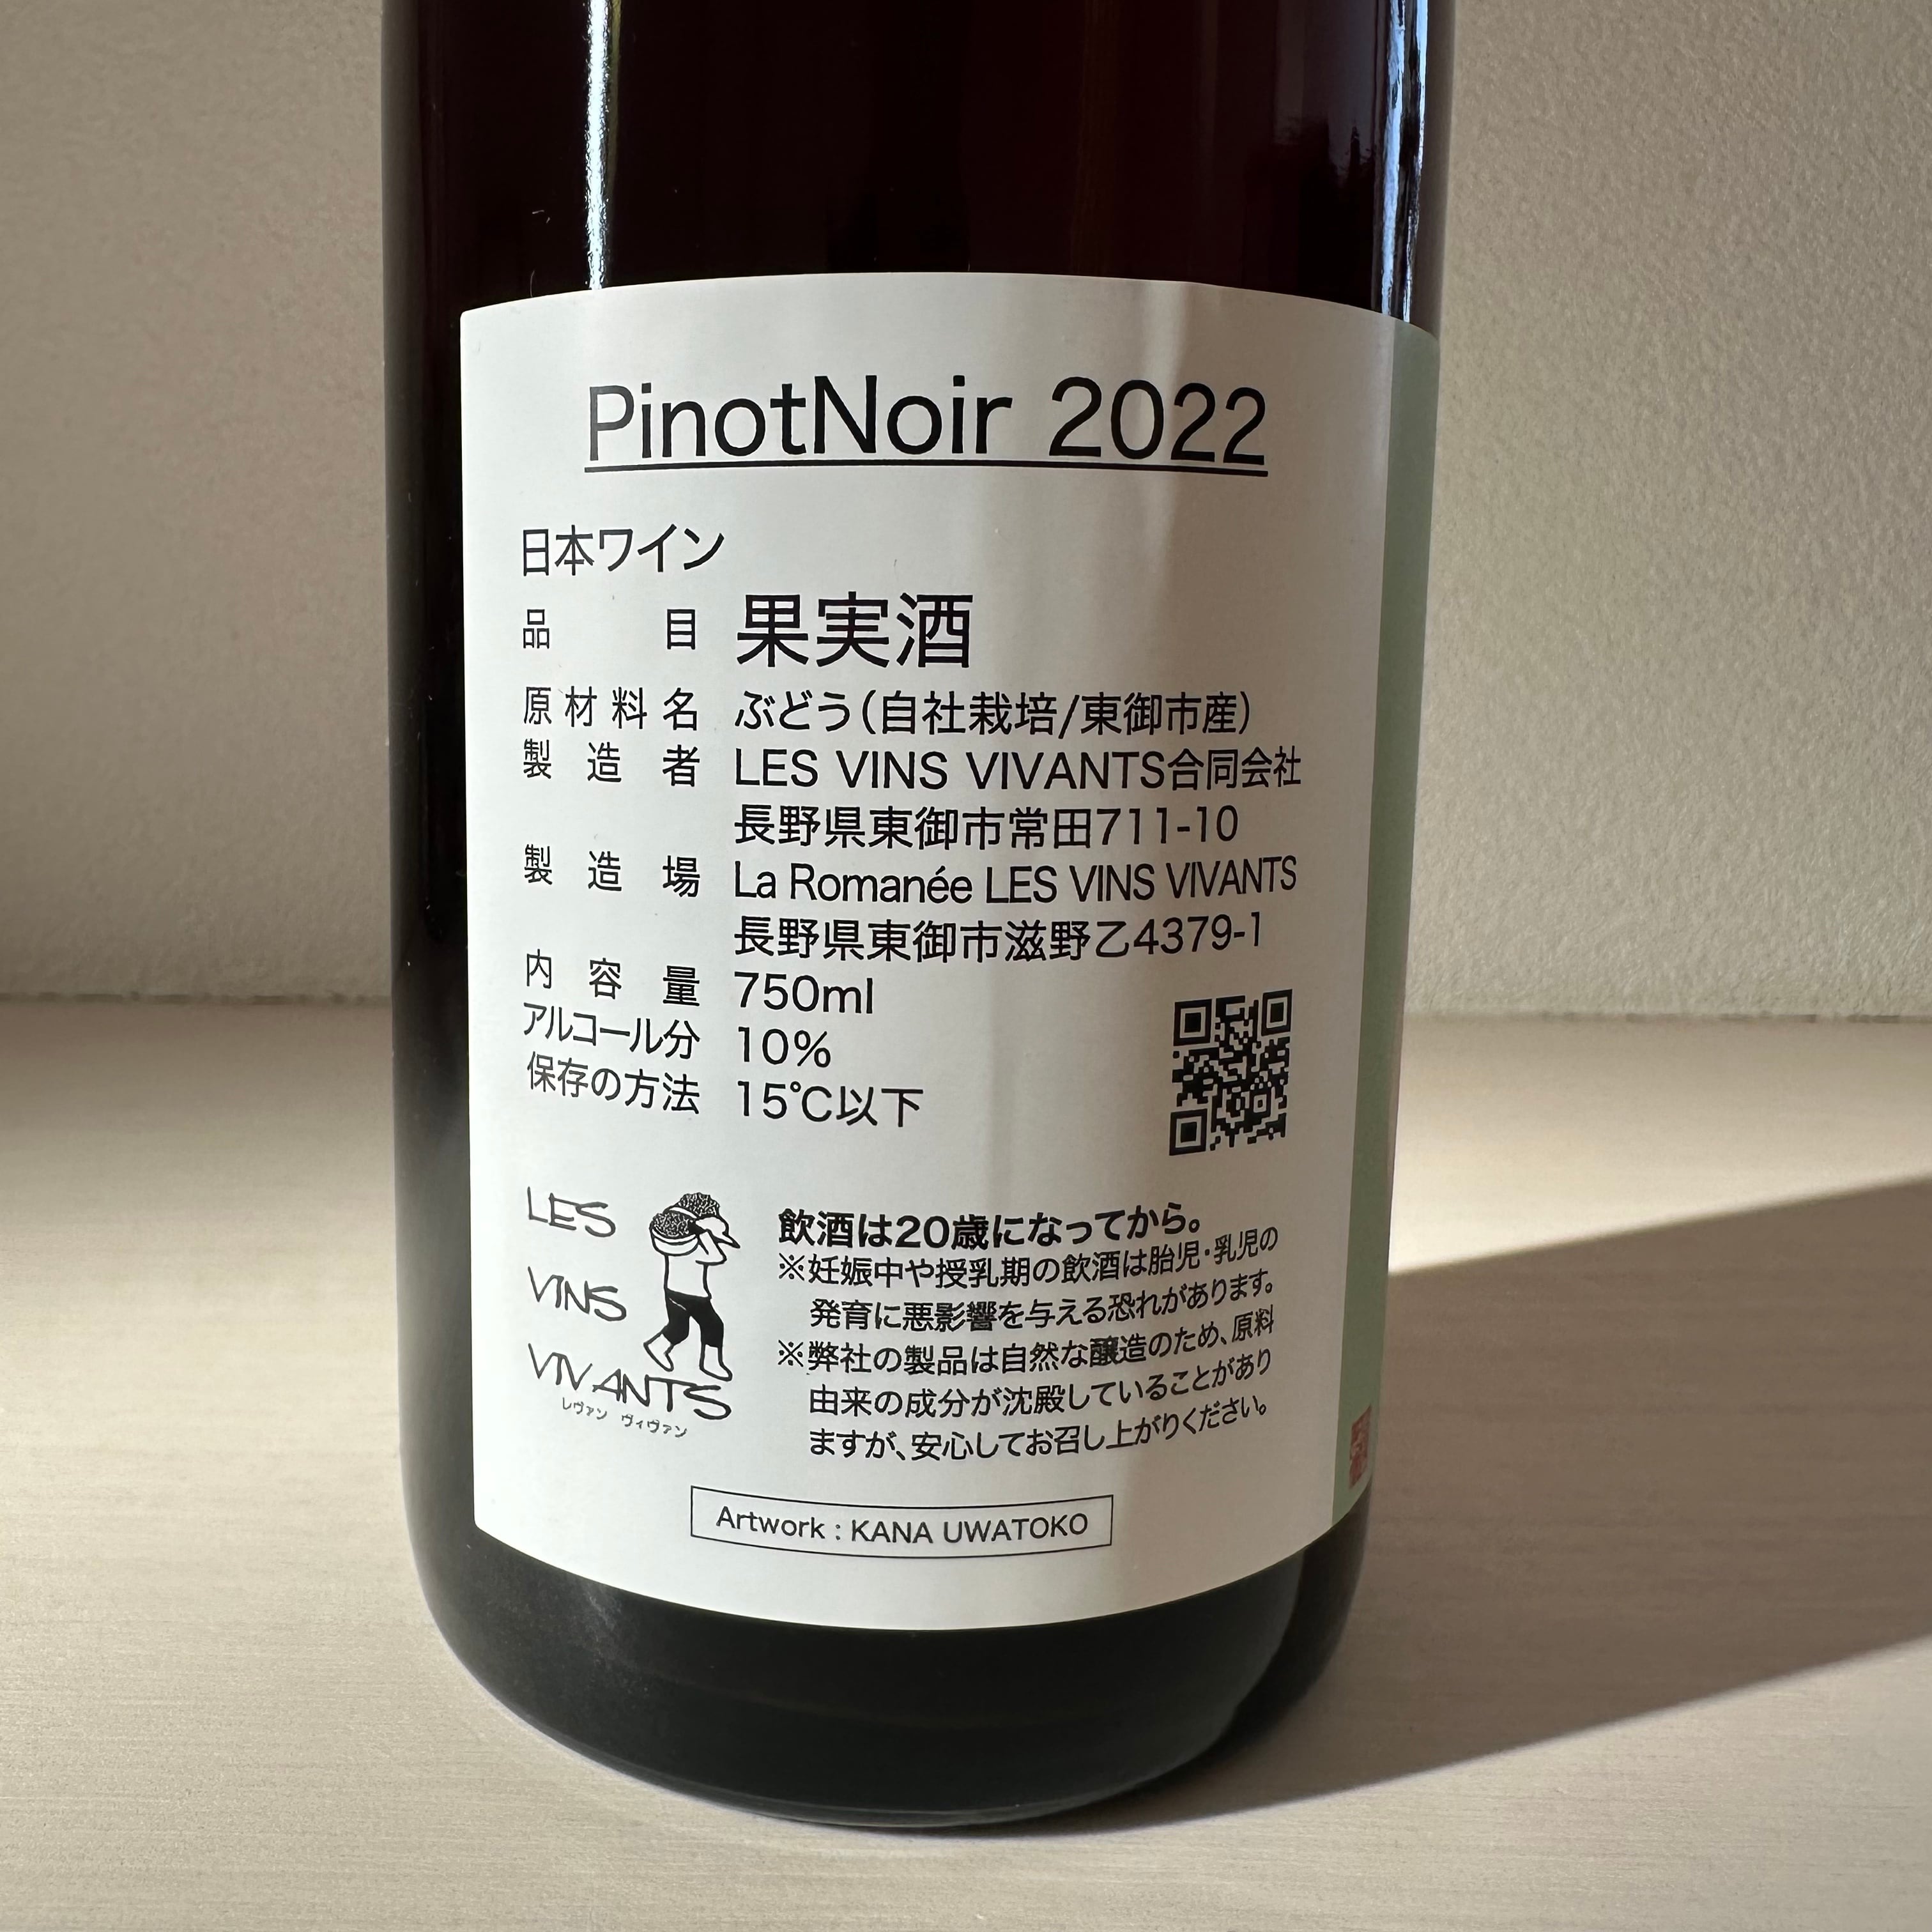 PinotNoir 2022
日本ワイン
品目 果実酒
原材料名 ぶどう(自社栽培/東御市産)
製造者 LES VINS VIVANTS合同会社
長野県東御市常田711-10
製造場 La Romanée LES VINS VIVANTS
長野県東御市滋野乙4379-1
内容量 750ml
アルコール分 10%
保存の方法 15℃以下
LES
VINS
VIVANTS
レヴァン ヴィヴァン
飲酒は20歳になってから。
※妊娠中や授乳期の飲酒は胎児・乳児の
発育に悪影響を与える恐れがあります。
※弊社の製品は自然な醸造のため、原料
由来の成分が沈殿していることがあり
ますが、安心してお召し上がりください。
Artwork : KANA UWATOKO